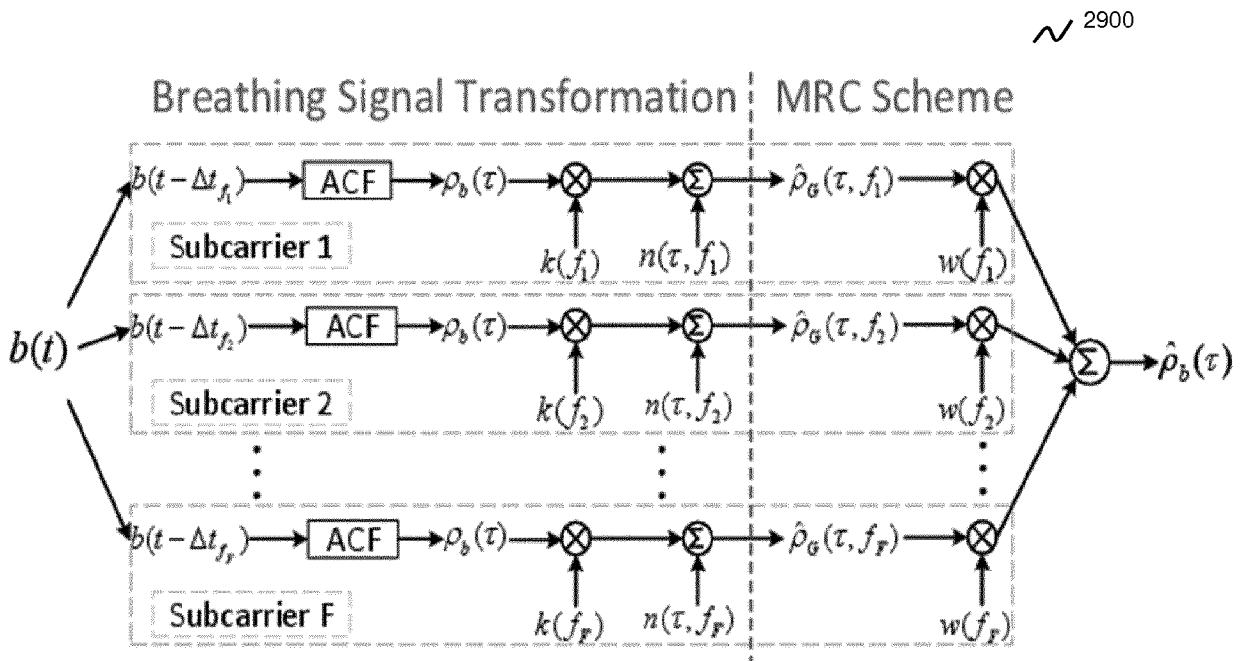 2900
Breathing Signal Transformation MRC Scheme
b(t − Δt_{f_1}) ACF ρ_b(τ) ⊗ Σ ρ̂_G(τ, f_1) ⊗
Subcarrier 1 k(f_1) n(τ, f_1) w(f_1)
b(t − Δt_{f_2}) ACF ρ_b(τ) ⊗ Σ ρ̂_G(τ, f_2) ⊗
b(t) Σ ρ̂_b(τ)
Subcarrier 2 k(f_2) n(τ, f_2) w(f_2)
b(t − Δt_{f_F}) ACF ρ_b(τ) ⊗ Σ ρ̂_G(τ, f_F) ⊗
Subcarrier F k(f_F) n(τ, f_F) w(f_F)